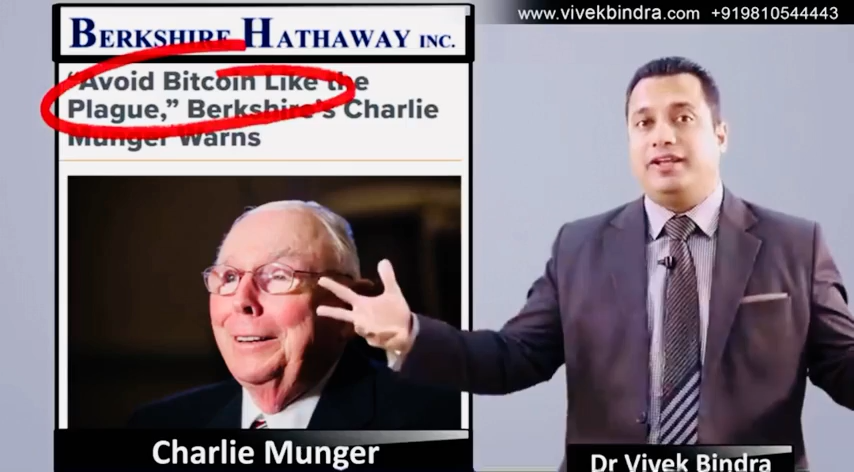 www.vivekbindra.com +919810544443
BERKSHIRE HATHAWAY INC.
“Avoid Bitcoin Like the
Plague,” Berkshire’s Charlie
Munger Warns
Charlie Munger
Dr Vivek Bindra